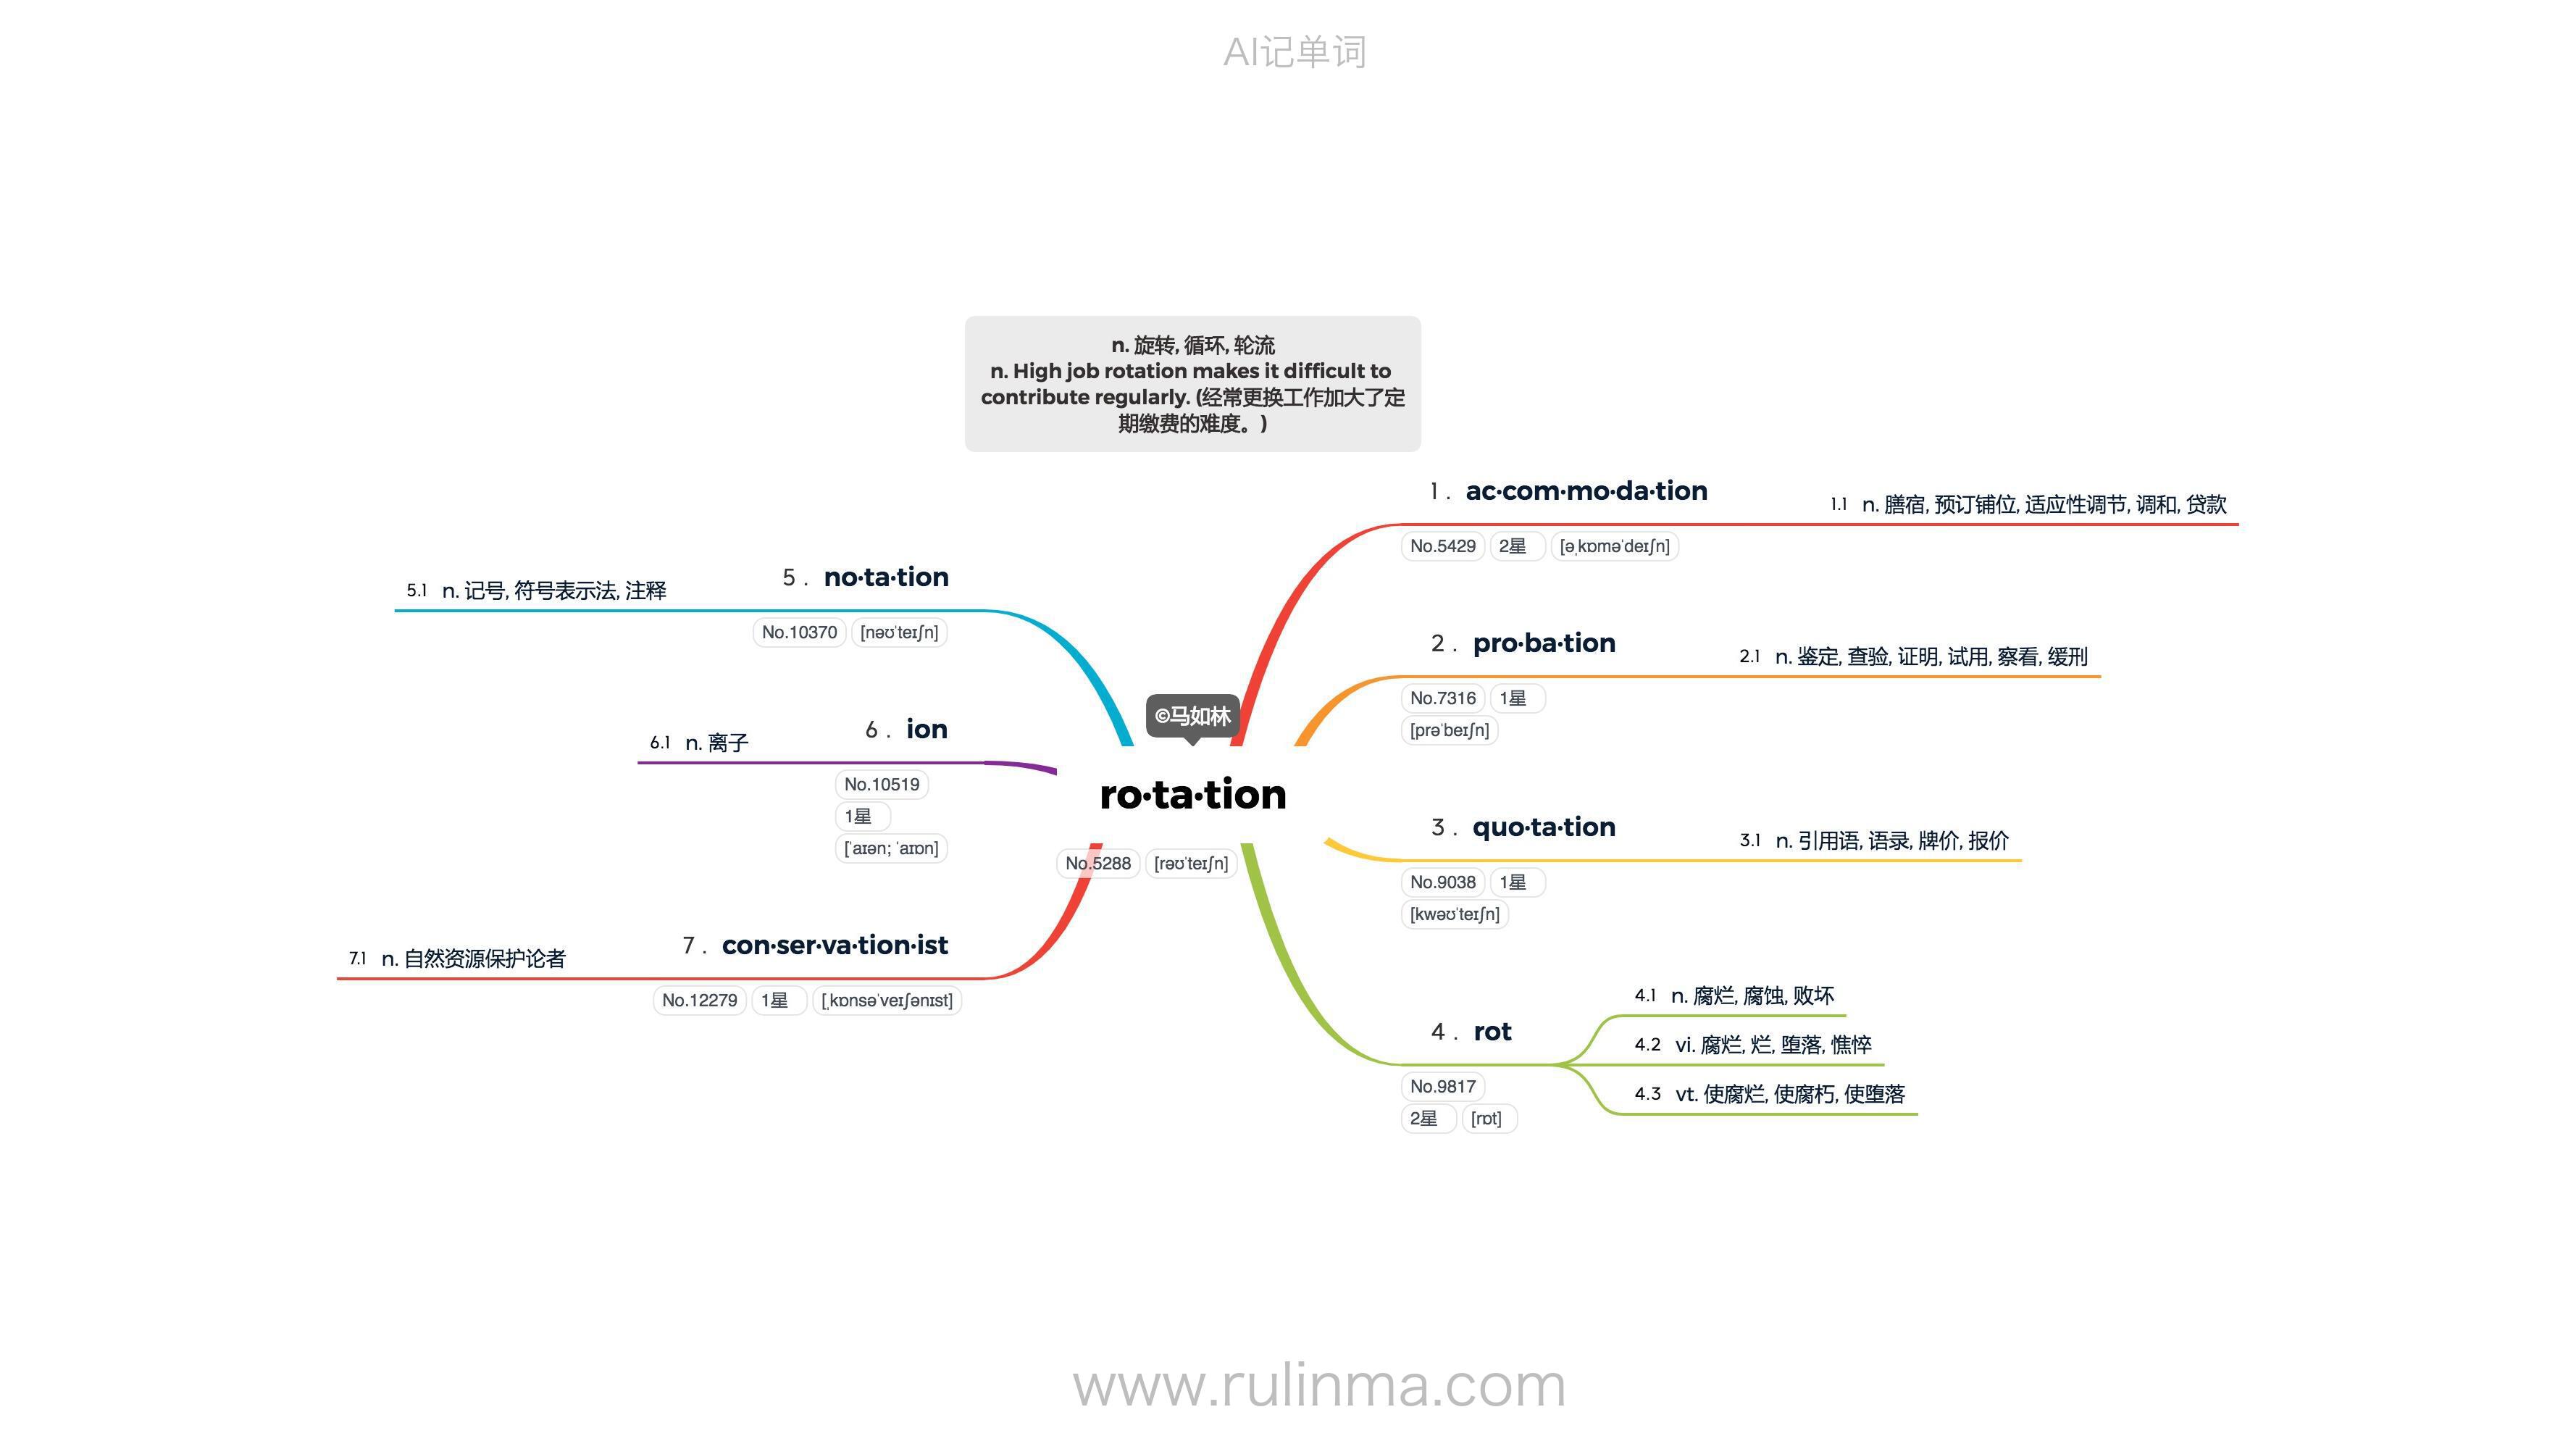 AI记单词
n. 旋转, 循环, 轮流
n. High job rotation makes it difficult to
contribute regularly. (经常更换工作加大了定
期缴费的难度。)
©马如林
ro·ta·tion
No.5288 [rəʊˈteɪʃn]
1 . ac·com·mo·da·tion
No.5429 2星 [əˌkɒməˈdeɪʃn]
1.1 n. 膳宿, 预订铺位, 适应性调节, 调和, 贷款
2 . pro·ba·tion
No.7316 1星
[prəˈbeɪʃn]
2.1 n. 鉴定, 查验, 证明, 试用, 察看, 缓刑
3 . quo·ta·tion
No.9038 1星
[kwəʊˈteɪʃn]
3.1 n. 引用语, 语录, 牌价, 报价
4 . rot
No.9817
2星 [rɒt]
4.1 n. 腐烂, 腐蚀, 败坏
4.2 vi. 腐烂, 烂, 堕落, 憔悴
4.3 vt. 使腐烂, 使腐朽, 使堕落
5 . no·ta·tion
No.10370 [nəʊˈteɪʃn]
5.1 n. 记号, 符号表示法, 注释
6 . ion
No.10519
1星
[ˈaɪən; ˈaɪɒn]
6.1 n. 离子
7 . con·ser·va·tion·ist
No.12279 1星 [ˌkɒnsəˈveɪʃənɪst]
7.1 n. 自然资源保护论者
www.rulinma.com